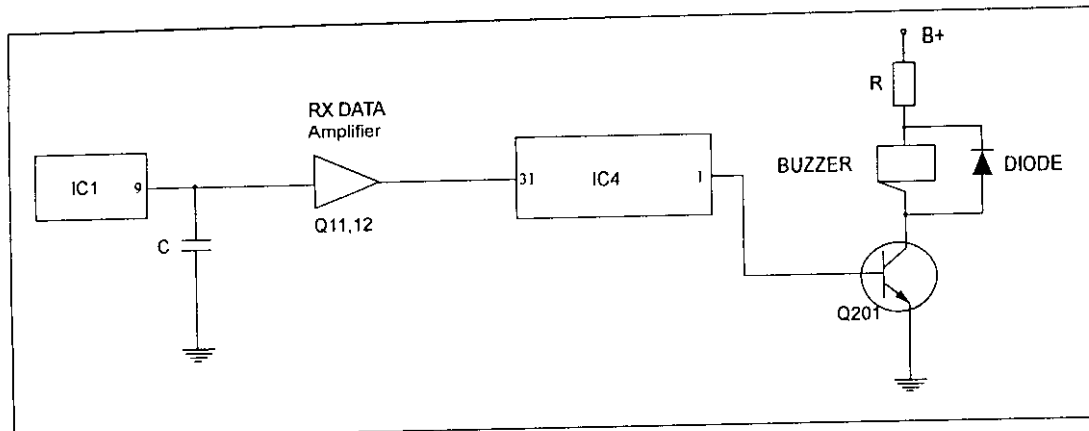 B+
R
RX DATA
Amplifier
BUZZER
DIODE
IC1
9
31
IC4
1
C
Q11,12
Q201